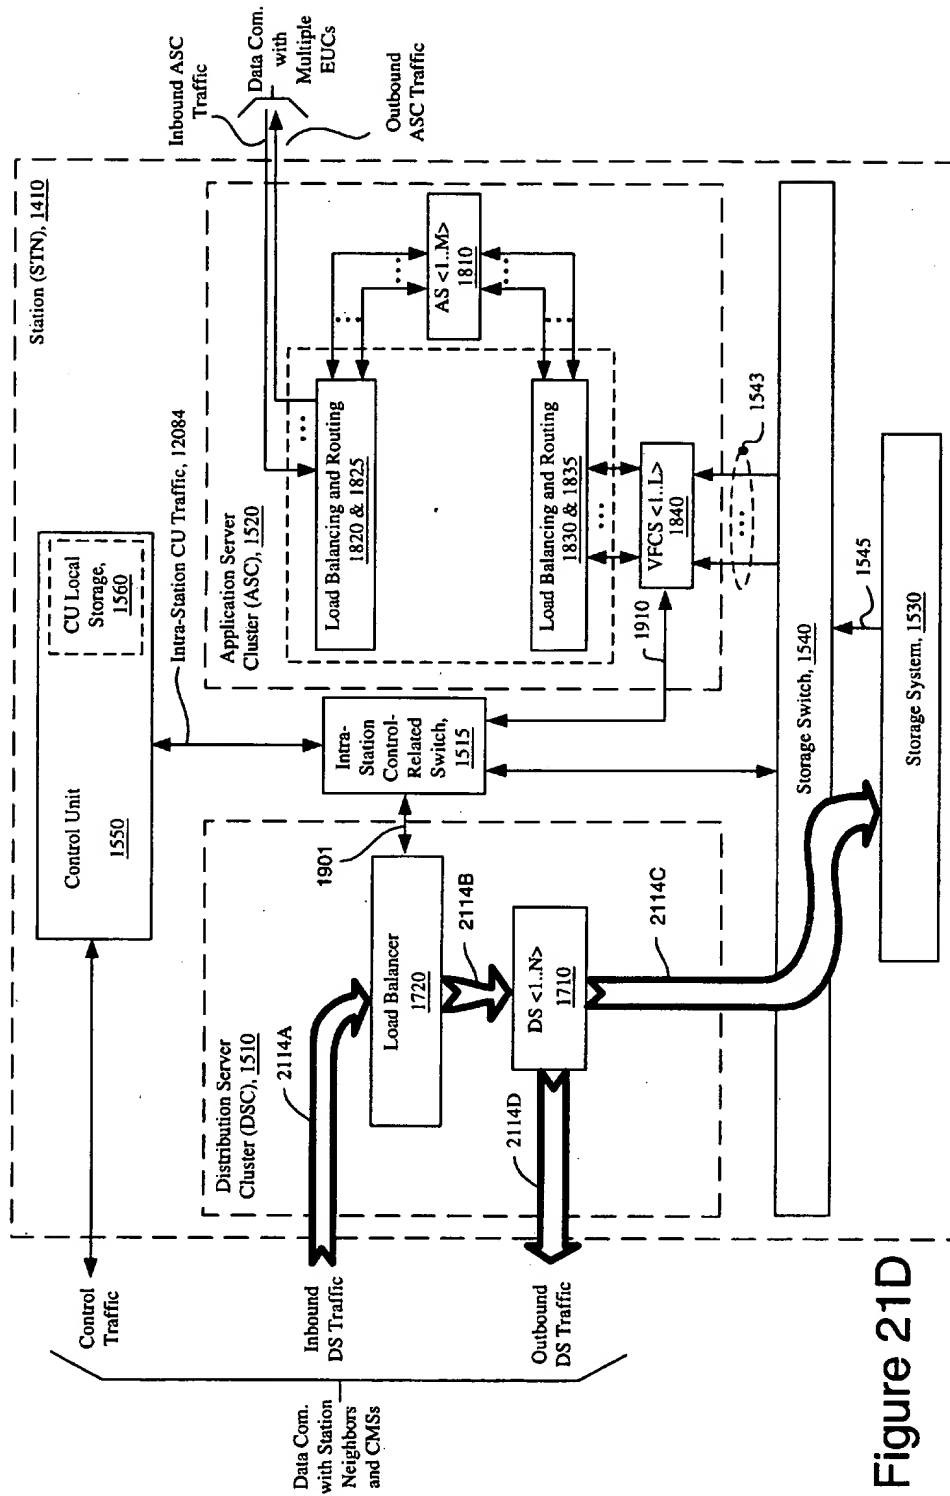 Station (STN), 1410
Control Unit
1550
CU Local
Storage,
1560
Control
Traffic
Intra-Station CU Traffic, 12084
Inbound ASC
Traffic
Data Com.
with
Multiple
EUCs
Outbound
ASC Traffic
Distribution Server
Cluster (DSC), 1510
Application Server
Cluster (ASC), 1520
Data Com.
with Station
Neighbors
and CMSs
Inbound
DS Traffic
2114A
Load Balancer
1720
1901
Intra-
Station
Control-
Related
Switch,
1515
Load Balancing and Routing
1820 & 1825
AS <1..M>
1810
2114B
Outbound
DS Traffic
2114D
DS <1..N>
1710
Load Balancing and Routing
1830 & 1835
1910
VFCS <1..L>
1840
2114C
1543
Storage Switch, 1540
1545
Storage System, 1530
Figure 21D